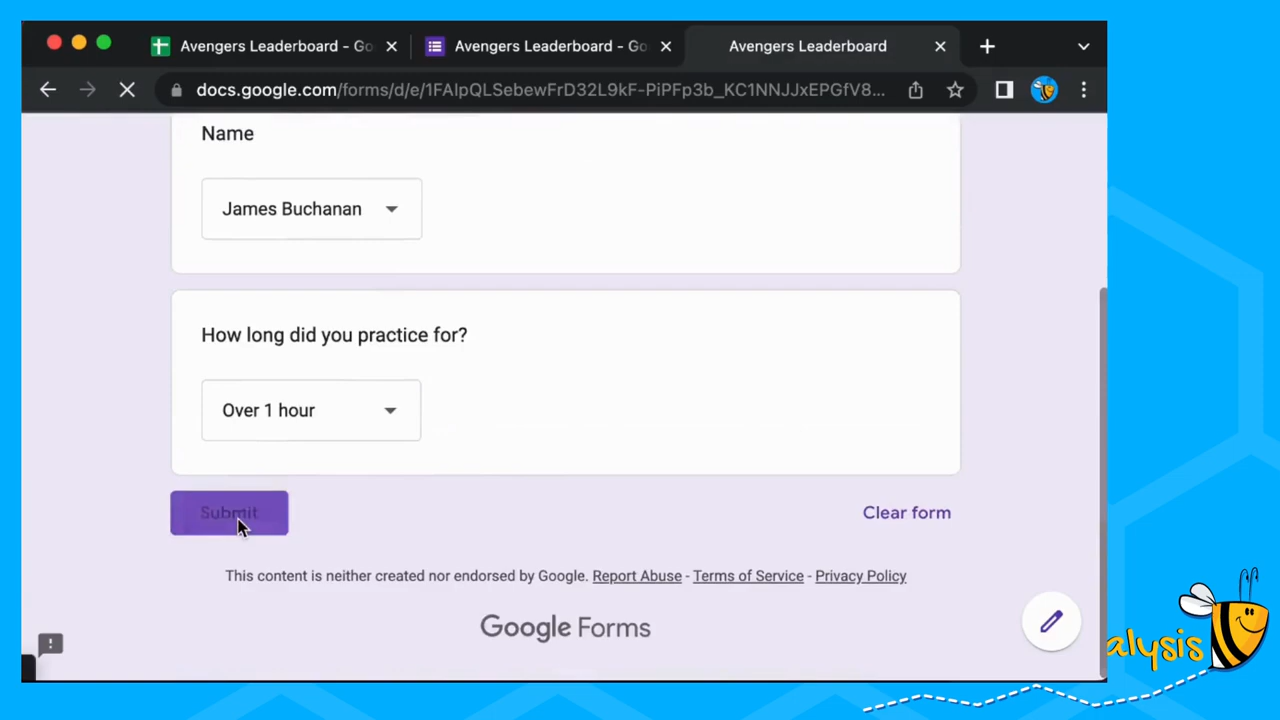 Avengers Leaderboard - Go
Avengers Leaderboard - Go
Avengers Leaderboard
docs.google.com/forms/d/e/1FAIpQLSebewFrD32L9kF-PiPFp3b_KC1NNJJxEPGfV8...
Name
James Buchanan
How long did you practice for?
Over 1 hour
Submit
Clear form
This content is neither created nor endorsed by Google. Report Abuse - Terms of Service - Privacy Policy
Google Forms
alysis